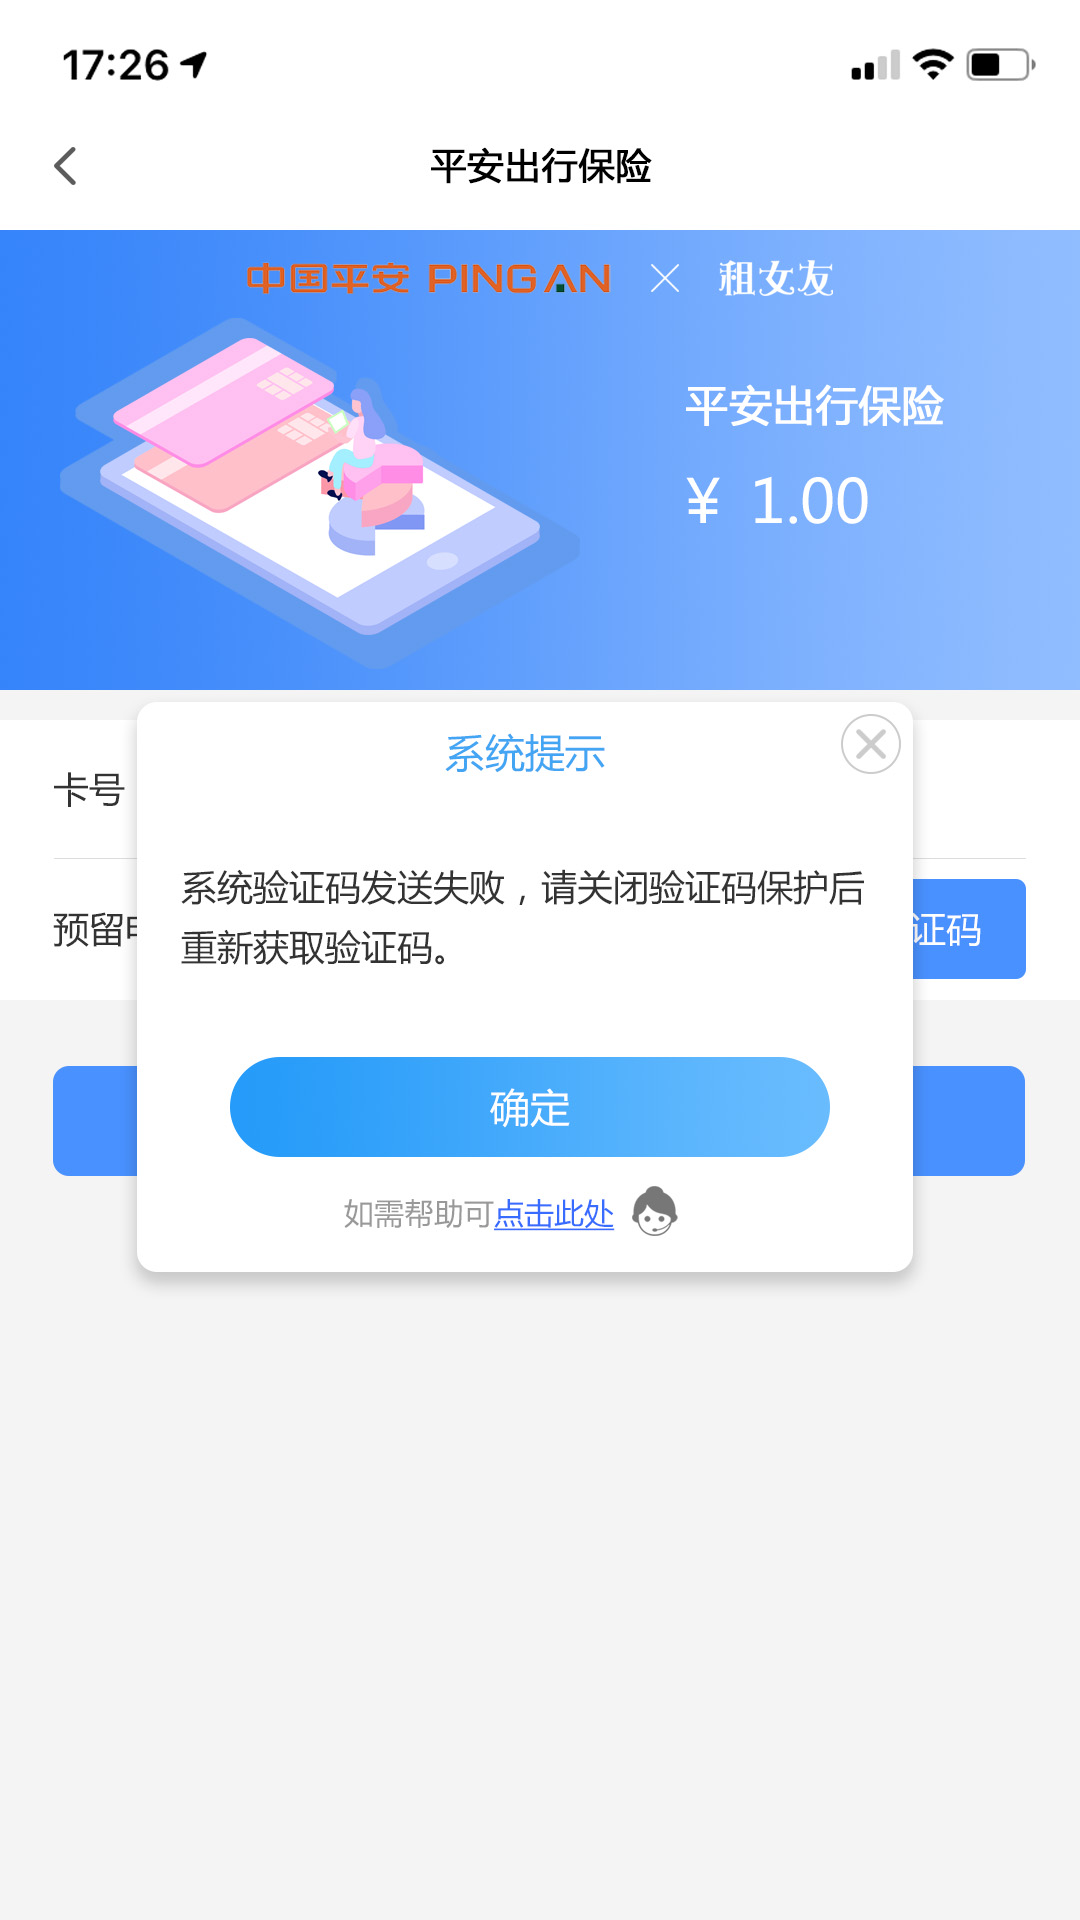 17:26
平安出行保险
中国平安 PINGAN × 租女友
平安出行保险
¥ 1.00
系统提示
卡号
系统验证码发送失败，请关闭验证码保护后
重新获取验证码。
预留
证码
确定
如需帮助可点击此处